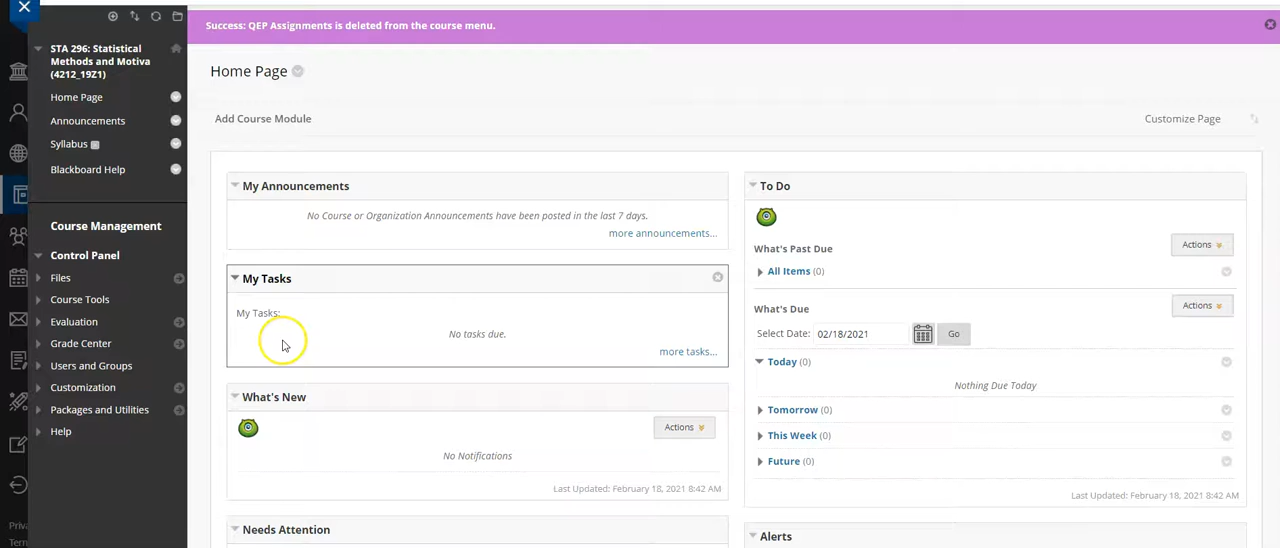 Success: QEP Assignments is deleted from the course menu.
STA 296: Statistical
Methods and Motiva
(4212_19Z1)
Home Page
Announcements
Syllabus
Blackboard Help
Course Management
Control Panel
Files
Course Tools
Evaluation
Grade Center
Users and Groups
Customization
Packages and Utilities
Help
Priva
Term
Home Page
Add Course Module
Customize Page
My Announcements
No Course or Organization Announcements have been posted in the last 7 days.
more announcements...
My Tasks
My Tasks:
No tasks due.
more tasks...
What's New
Actions
No Notifications
Last Updated: February 18, 2021 8:42 AM
Needs Attention
To Do
What's Past Due
Actions
All Items (0)
What's Due
Actions
Select Date: 02/18/2021 Go
Today (0)
Nothing Due Today
Tomorrow (0)
This Week (0)
Future (0)
Last Updated: February 18, 2021 8:42 AM
Alerts